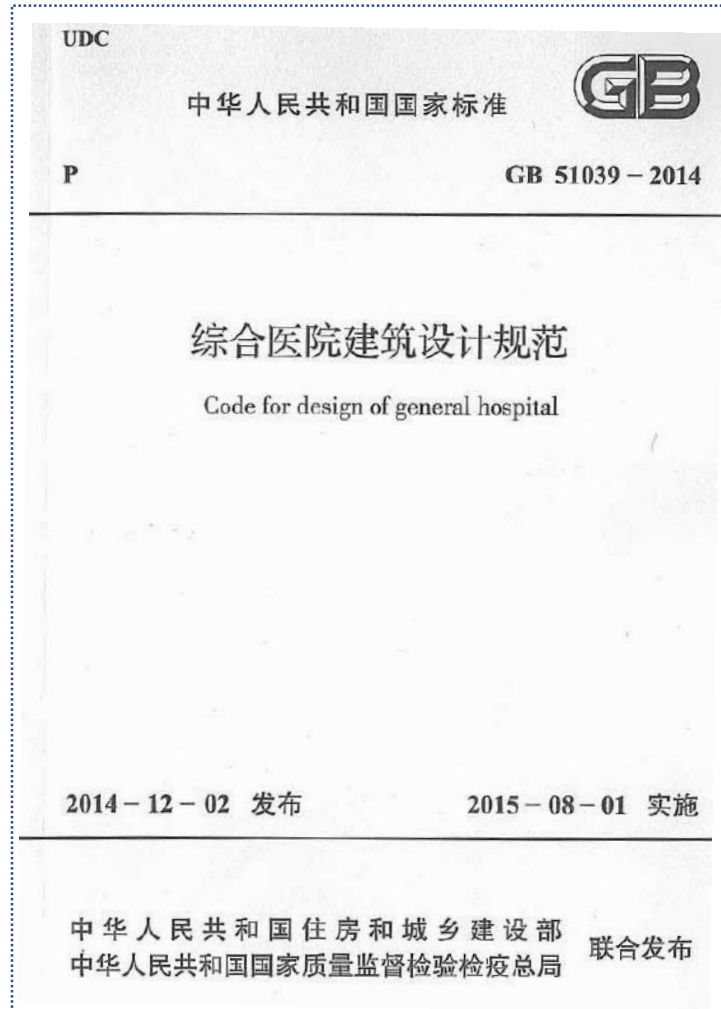 UDC
GB
中华人民共和国国家标准
P
GB 51039-2014
综合医院建筑设计规范
Code for design of general hospital
2014-12-02 发布
2015-08-01 实施
中华人民共和国住房和城乡建设部
中华人民共和国国家质量监督检验检疫总局
联合发布